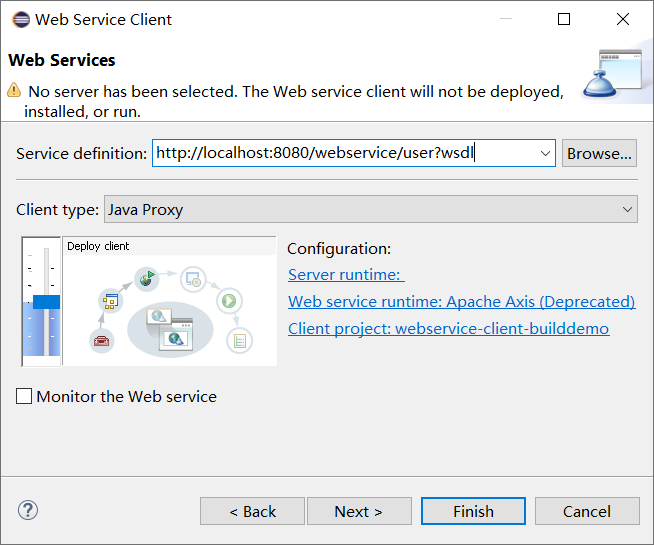 Web Service Client
Web Services
No server has been selected. The Web service client will not be deployed,
installed, or run.
Service definition: http://localhost:8080/webservice/user?wsdl Browse...
Client type: Java Proxy
Deploy client
Configuration:
Server runtime:
Web service runtime: Apache Axis (Deprecated)
Client project: webservice-client-builddemo
Monitor the Web service
? < Back Next > Finish Cancel